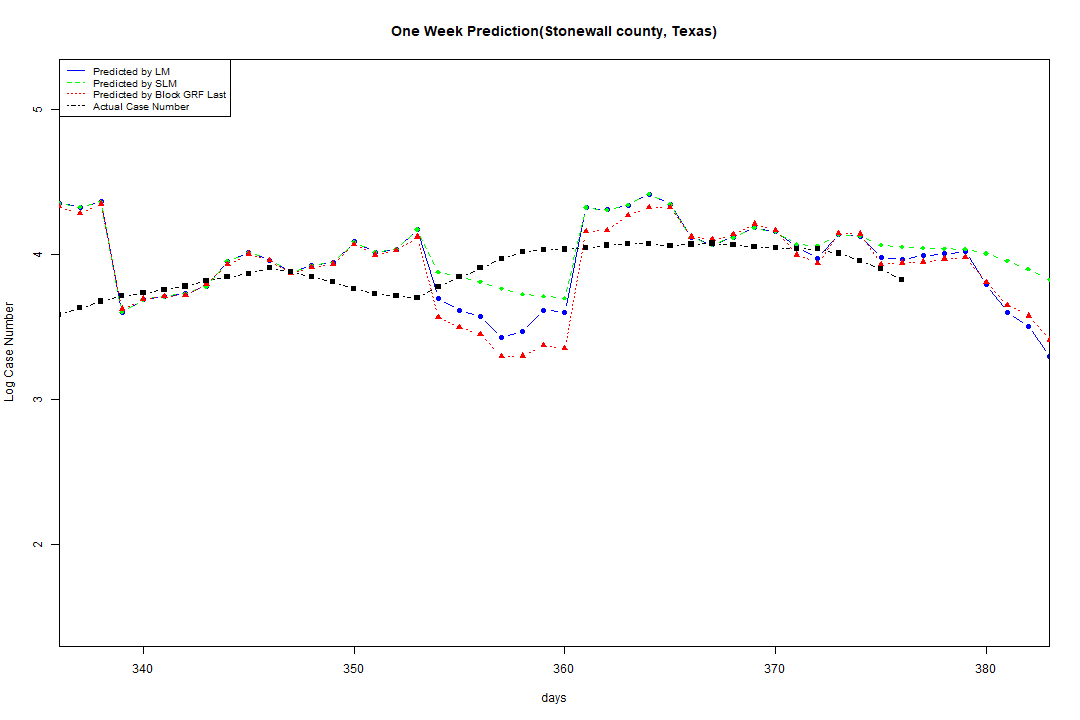 One Week Prediction(Stonewall county, Texas)
Predicted by LM
Predicted by SLM
Predicted by Block GRF Last
Actual Case Number
5
4
3
2
Log Case Number
340 350 360 370 380
days